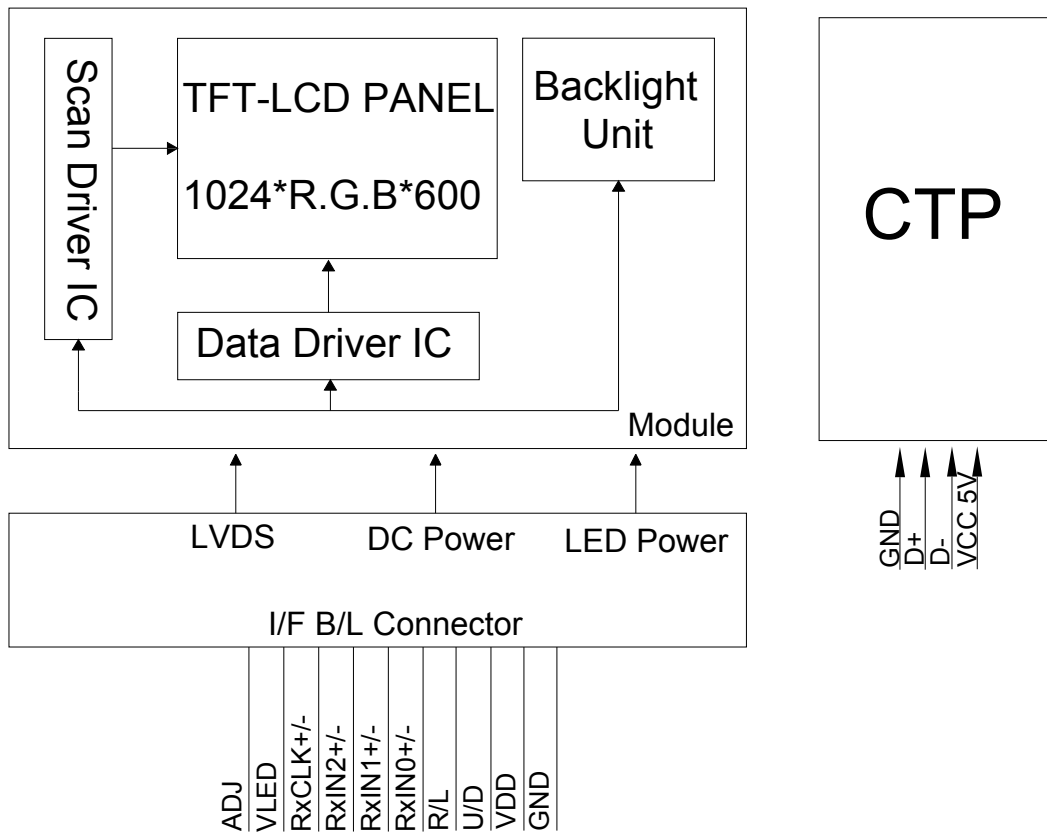 Scan Driver IC
TFT-LCD PANEL
1024*R.G.B*600
Backlight
Unit
Data Driver IC
Module
CTP
LVDS
DC Power
LED Power
I/F B/L Connector
ADJ
VLED
RxCLK+/-
RxIN2+/-
RxIN1+/-
RxIN0+/-
R/L
U/D
VDD
GND
GND
D+
D-
VCC 5V